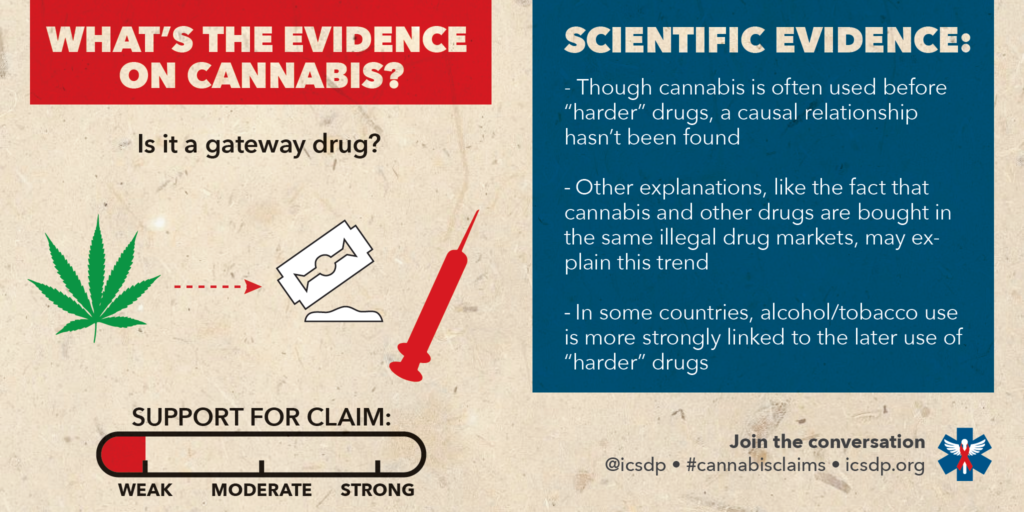 WHAT'S THE EVIDENCE
ON CANNABIS?
Is it a gateway drug?
SUPPORT FOR CLAIM:
WEAK MODERATE STRONG
SCIENTIFIC EVIDENCE:
- Though cannabis is often used before
“harder” drugs, a causal relationship
hasn’t been found
- Other explanations, like the fact that
cannabis and other drugs are bought in
the same illegal drug markets, may ex-
plain this trend
- In some countries, alcohol/tobacco use
is more strongly linked to the later use of
“harder” drugs
Join the conversation
@icsdp • #cannabisclaims • icsdp.org